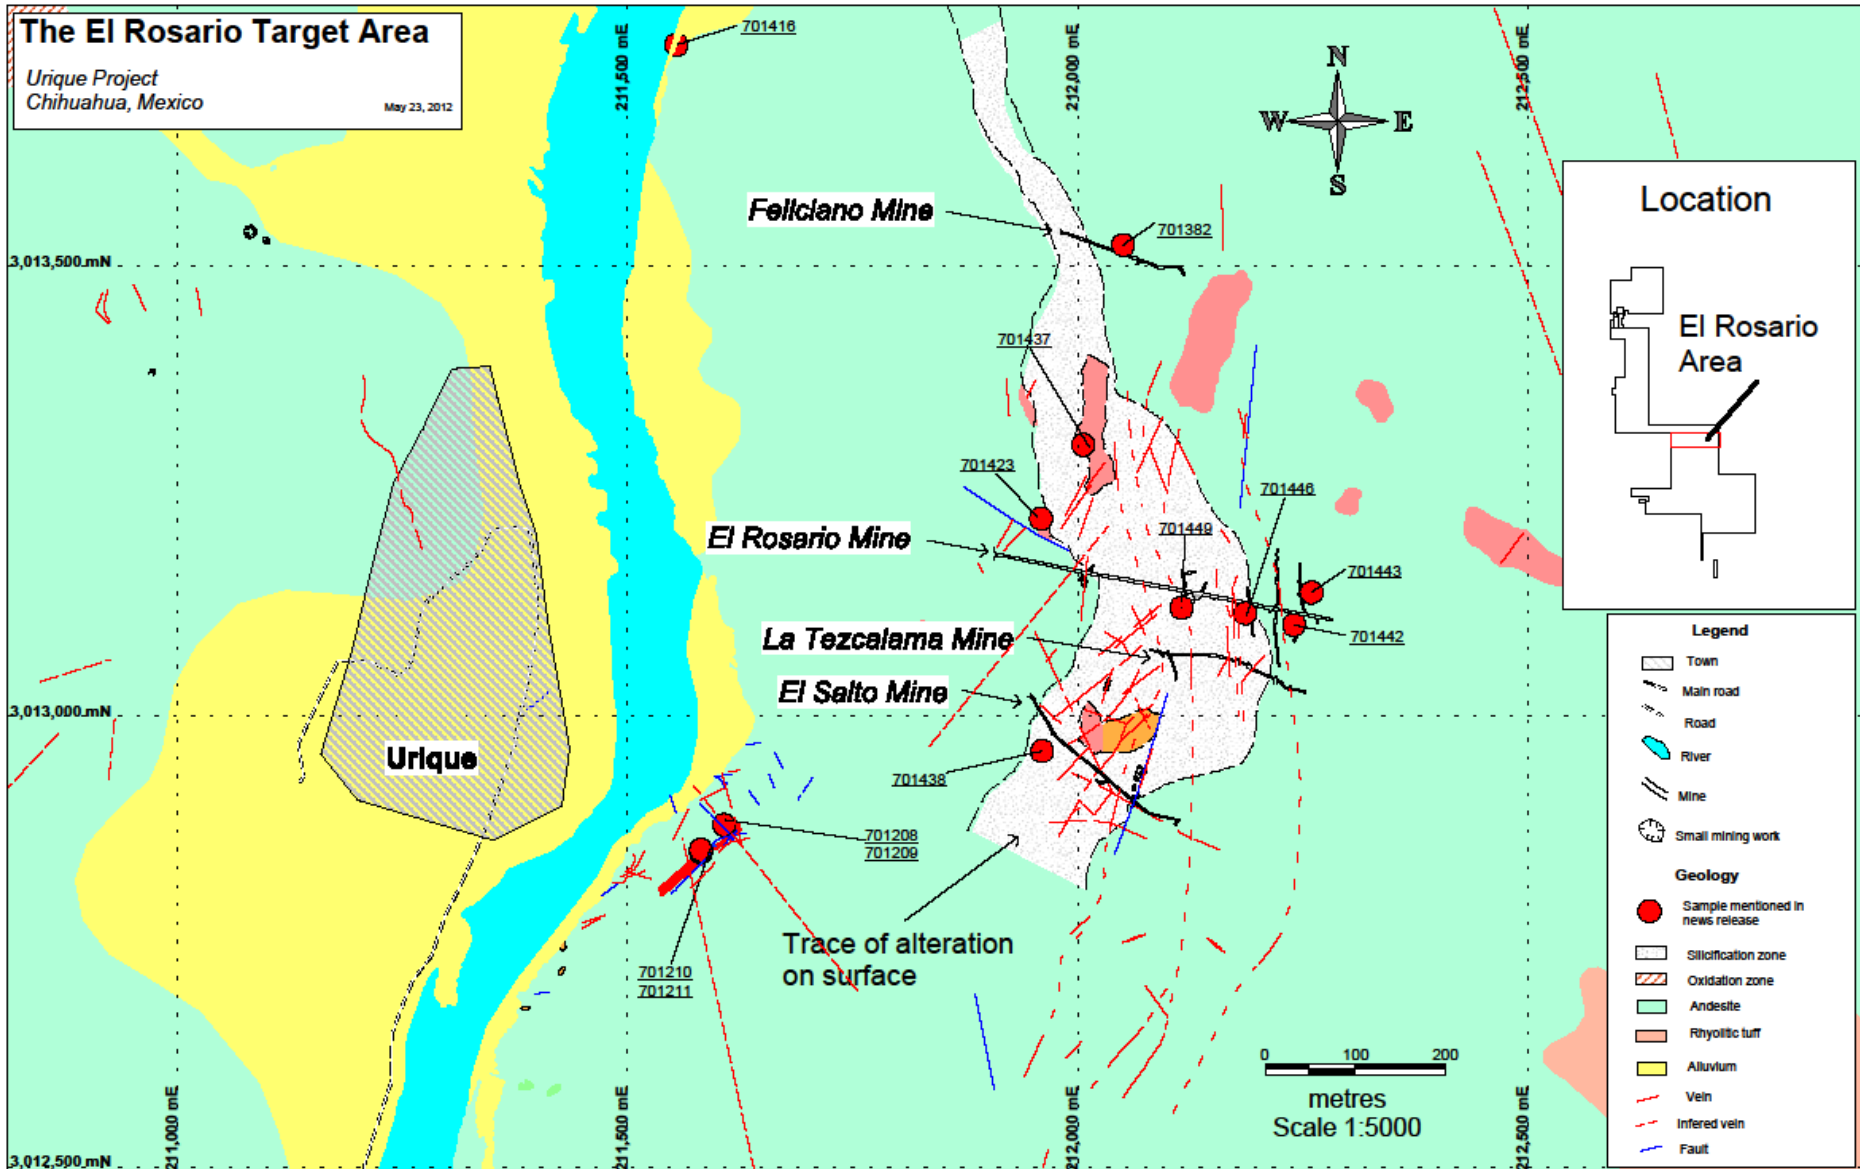 The El Rosario Target Area
Urique Project
Chihuahua, Mexico
May 23, 2012
701416
211,500 mE
212,000 mE
212,500 mE
N
W E
S
Feliciano Mine
701382
3,013,500 mN
Location
El Rosario
Area
701437
701423
701446
El Rosario Mine
701449
701443
La Tezcalama Mine
701442
El Salto Mine
3,013,000 mN
Urique
701438
701208
701209
Trace of alteration
on surface
701210
701211
Legend
Town
Main road
Road
River
Mine
Small mining work
Geology
Sample mentioned in
news release
Silicification zone
Oxidation zone
Andesite
Rhyolitic tuff
Alluvium
Vein
Infered vein
Fault
0 100 200
metres
Scale 1:5000
211,000 mE
211,500 mE
212,000 mE
212,500 mE
3,012,500 mN